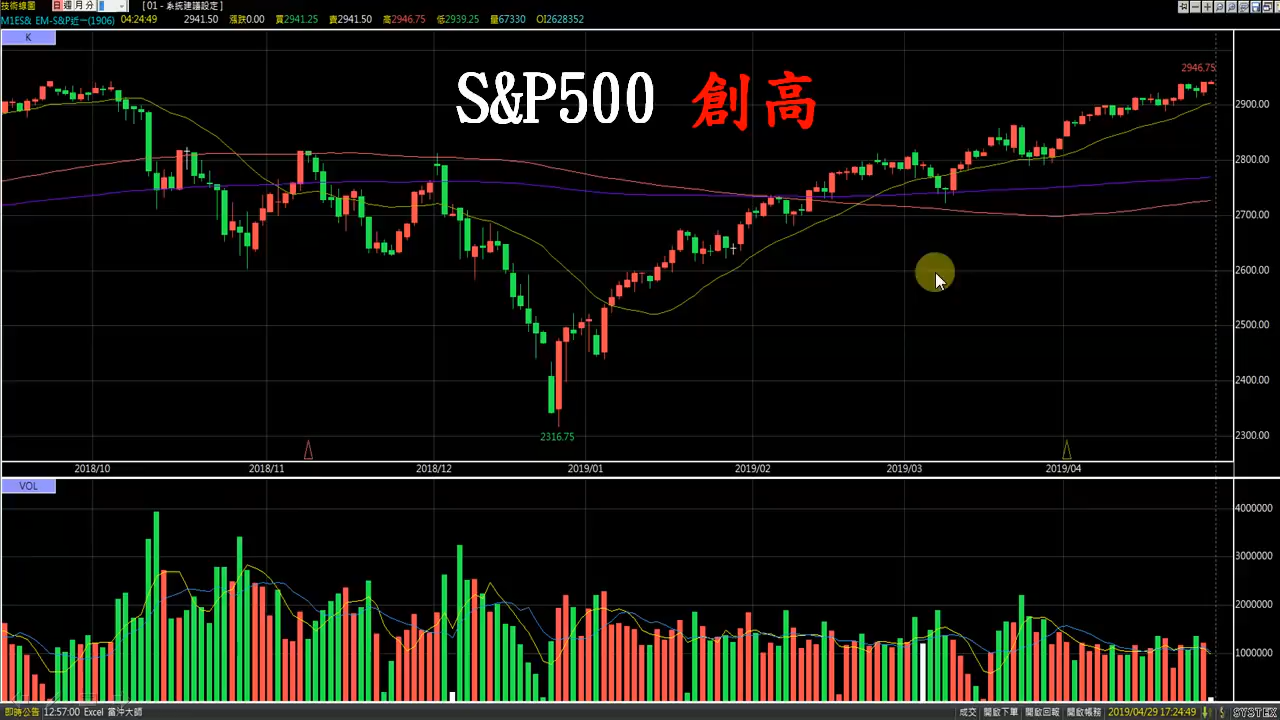 技術線圖 日 週 月 分 [ 01 - 系統建議設定 ]
M1ES& EM-S&P近一(1906) 04:24:49 2941.50 漲跌0.00 買2941.25 賣2941.50 高2946.75 低2939.25 量67330 OI2628352
K
S&P500 創高
2946.75
2900.00
2800.00
2700.00
2600.00
2500.00
2400.00
2316.75
2300.00
2018/10 2018/11 2018/12 2019/01 2019/02 2019/03 2019/04
VOL
4000000
3000000
2000000
1000000
即時公告 12:57:00 Excel 當沖大師 成交 開啟下單 開啟回報 開啟帳務 2019/04/29 17:24:49 SYSTEX